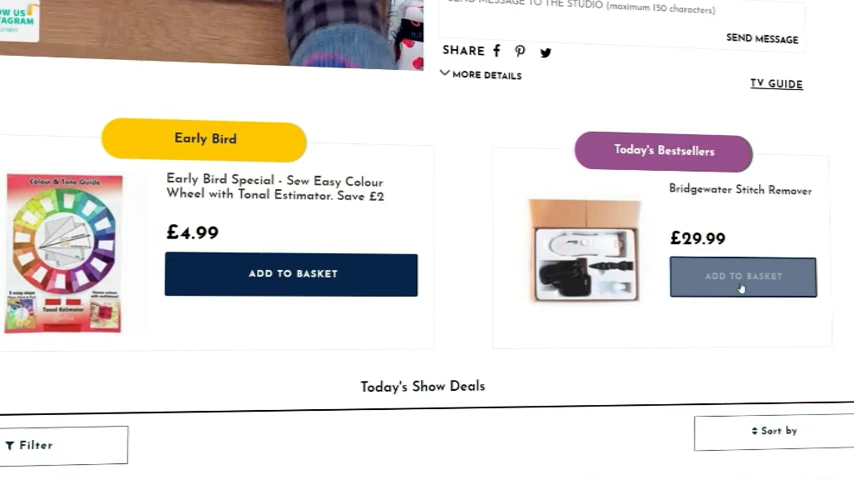 OW US
TAGRAM
SEND MESSAGE TO THE STUDIO (maximum 150 characters)
SEND MESSAGE
SHARE
MORE DETAILS
TV GUIDE
Early Bird
Today's Bestsellers
Colour & Tone Guide
Tonal Estimator
Early Bird Special - Sew Easy Colour
Wheel with Tonal Estimator. Save £2
£4.99
ADD TO BASKET
Bridgewater Stitch Remover
£29.99
ADD TO BASKET
Today's Show Deals
Filter
Sort by